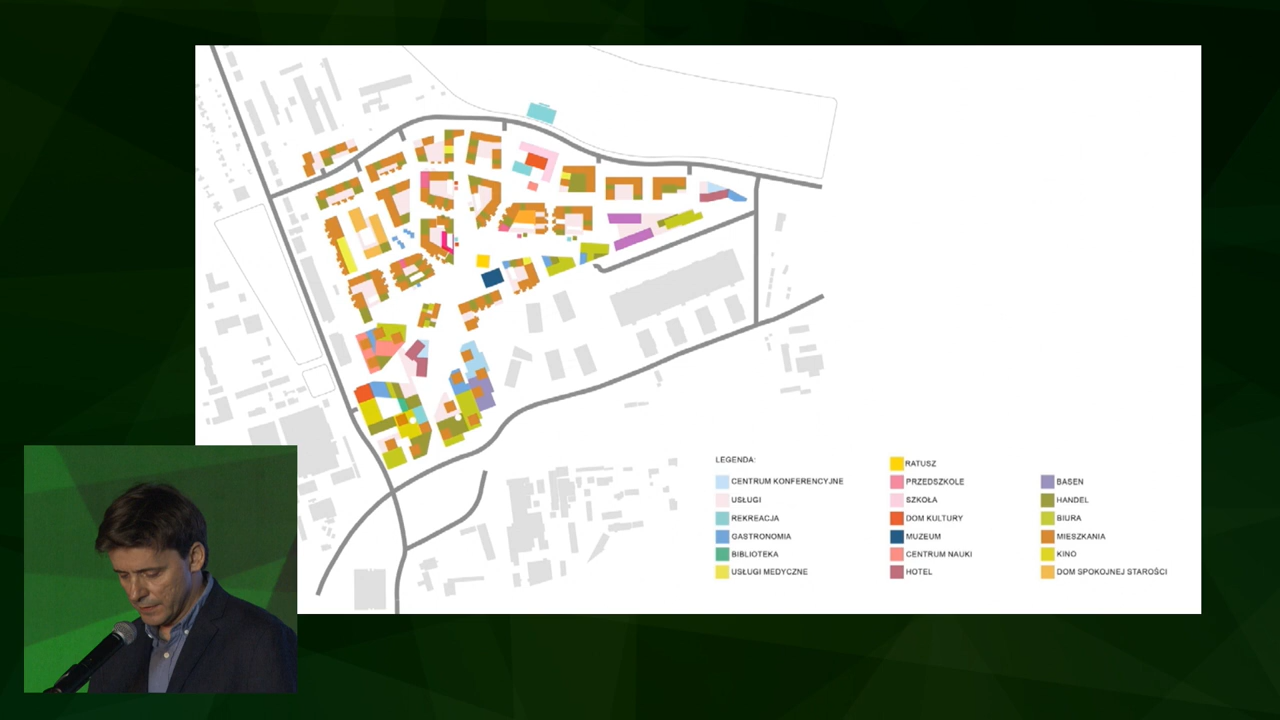 LEGENDA:
CENTRUM KONFERENCYJNE
USŁUGI
REKREACJA
GASTRONOMIA
BIBLIOTEKA
USŁUGI MEDYCZNE
RATUSZ
PRZEDSZKOLE
SZKOŁA
DOM KULTURY
MUZEUM
CENTRUM NAUKI
HOTEL
BASEN
HANDEL
BIURA
MIESZKANIA
KINO
DOM SPOKOJNEJ STAROŚCI